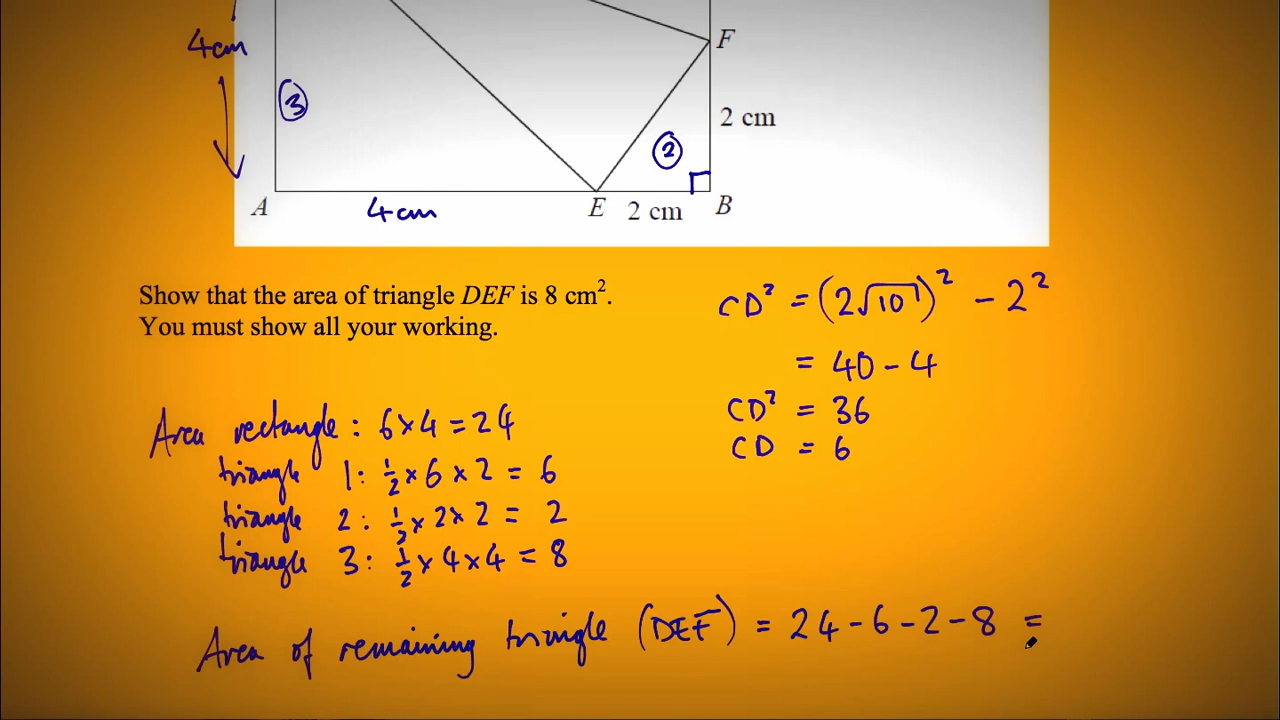 4cm
F
3
2 cm
2
A
4cm
E
2 cm
B
Show that the area of triangle DEF is 8 cm².
You must show all your working.
CD² = (2√10)² - 2²
= 40 - 4
CD² = 36
CD = 6
Area rectangle: 6 × 4 = 24
triangle 1: ½ × 6 × 2 = 6
triangle 2: ½ × 2 × 2 = 2
triangle 3: ½ × 4 × 4 = 8
Area of remaining triangle (DEF) = 24 - 6 - 2 - 8 =